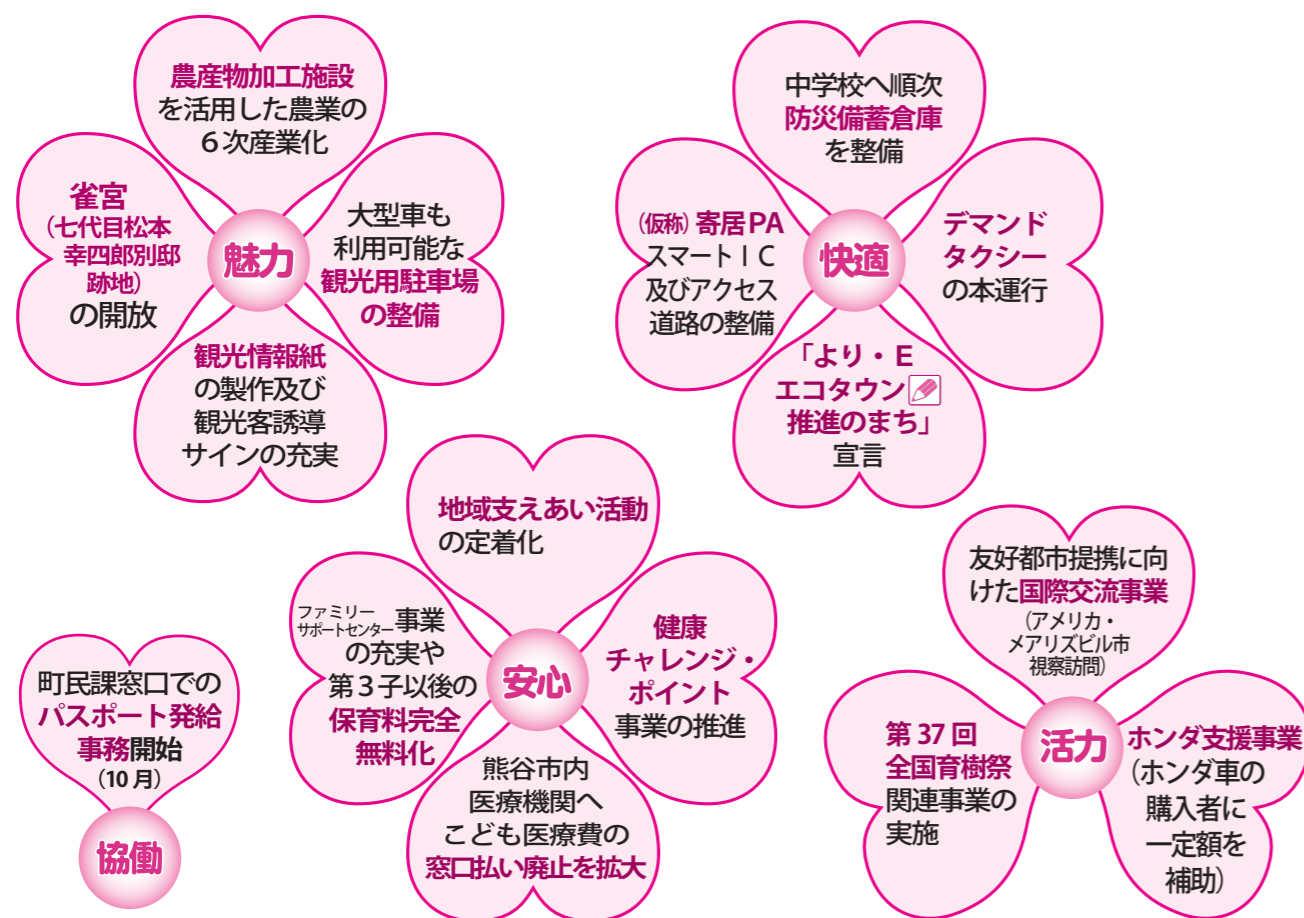 農産物加工施設
を活用した農業の
６次産業化
雀宮
(七代目松本
幸四郎別邸
跡地)
の開放
魅力
大型車も
利用可能な
観光用駐車場
の整備
観光情報紙
の製作及び
観光客誘導
サインの充実
中学校へ順次
防災備蓄倉庫
を整備
(仮称) 寄居 PA
スマートＩＣ
及びアクセス
道路の整備
快適
デマンド
タクシー
の本運行
「より・E
エコタウン
推進のまち」
宣言
地域支えあい活動
の定着化
ファミリー
サポートセンター事業
の充実や
第３子以後の
保育料完全
無料化
安心
健康
チャレンジ・
ポイント
事業の推進
熊谷市内
医療機関へ
こども医療費の
窓口払い廃止を拡大
町民課窓口での
パスポート発給
事務開始
(10 月)
協働
友好都市提携に向
けた国際交流事業
(アメリカ・
メアリズビル市
視察訪問)
第 37 回
全国育樹祭
関連事業の
実施
活力
ホンダ支援事業
(ホンダ車の
購入者に
一定額を
補助)